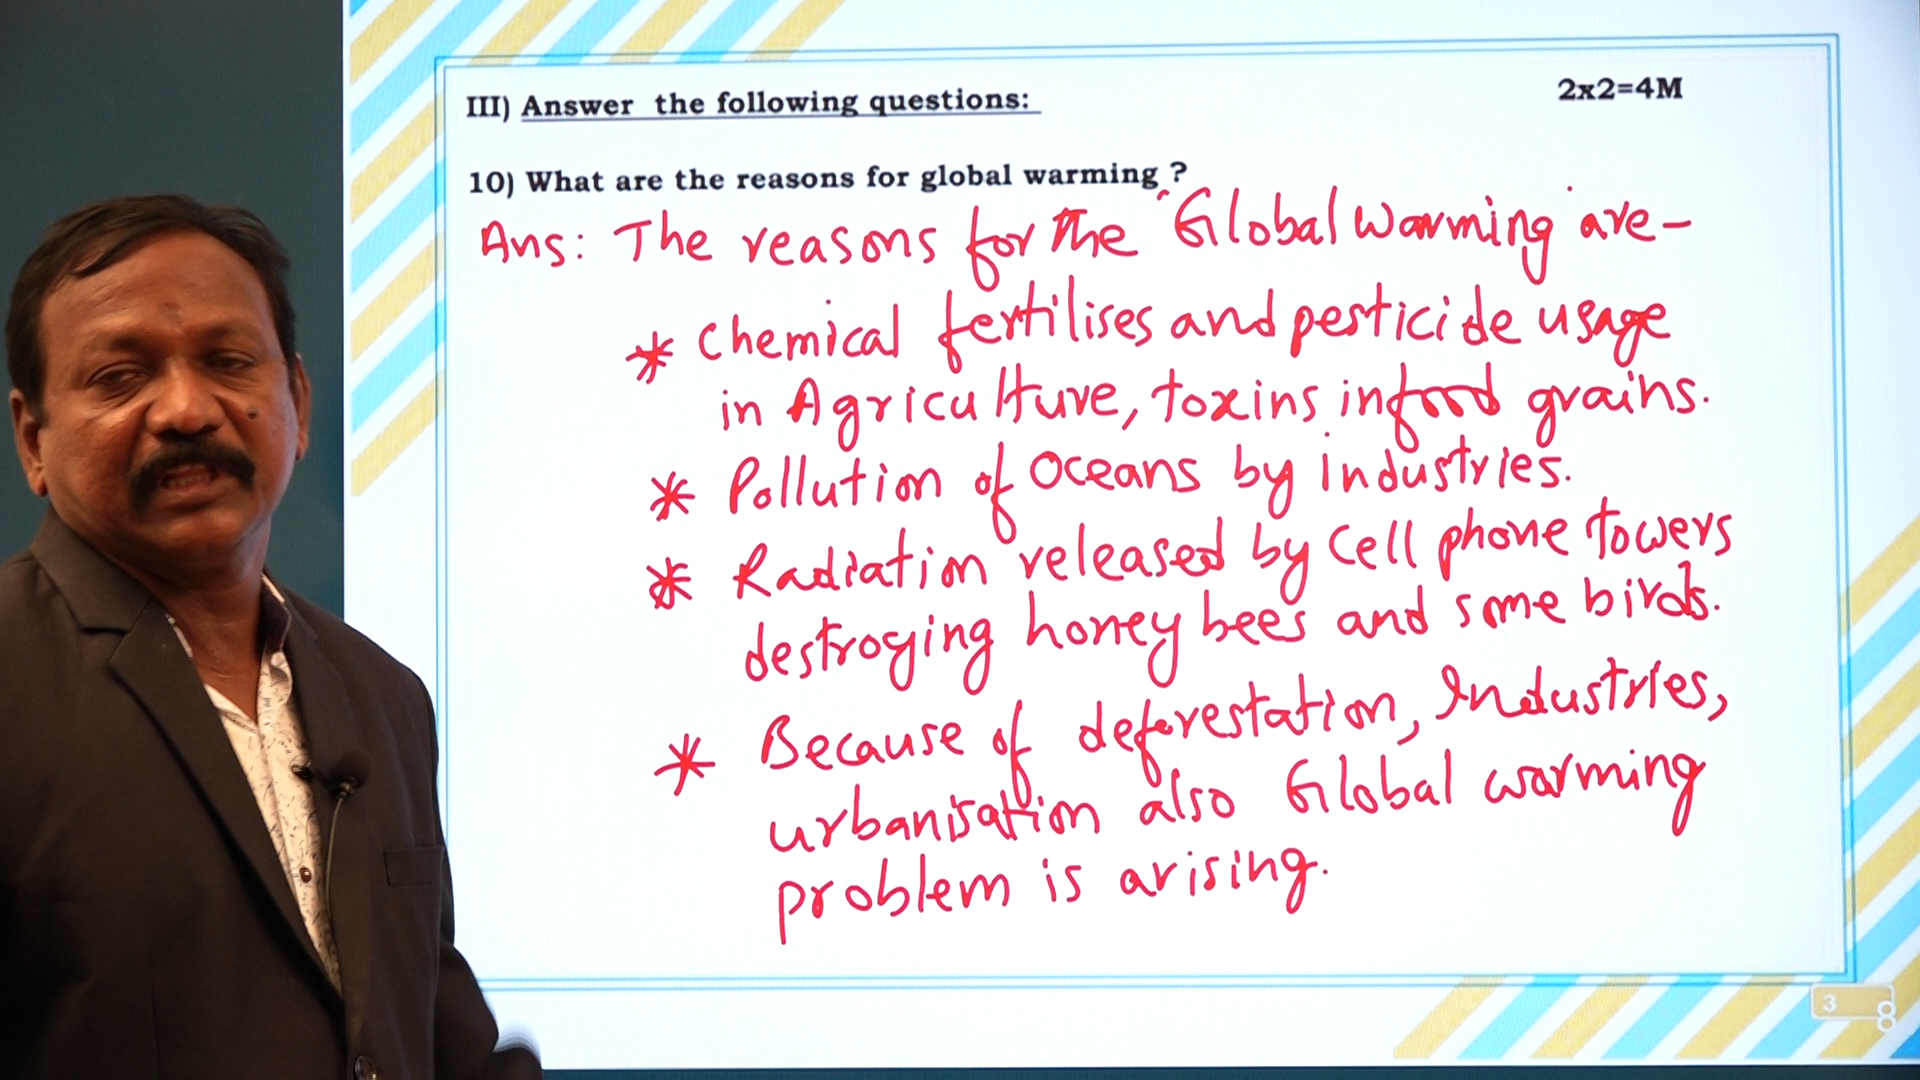 III) Answer the following questions: 2x2=4M
10) What are the reasons for global warming ?
Ans: The reasons for the "Global Warming" are-
* Chemical fertilises and pesticide usage
in Agriculture, toxins in food grains.
* Pollution of Oceans by industries.
* Radiation released by Cell phone towers
destroying honey bees and some birds.
* Because of deforestation, Industries,
urbanisation also Global warming
problem is arising.
3 8